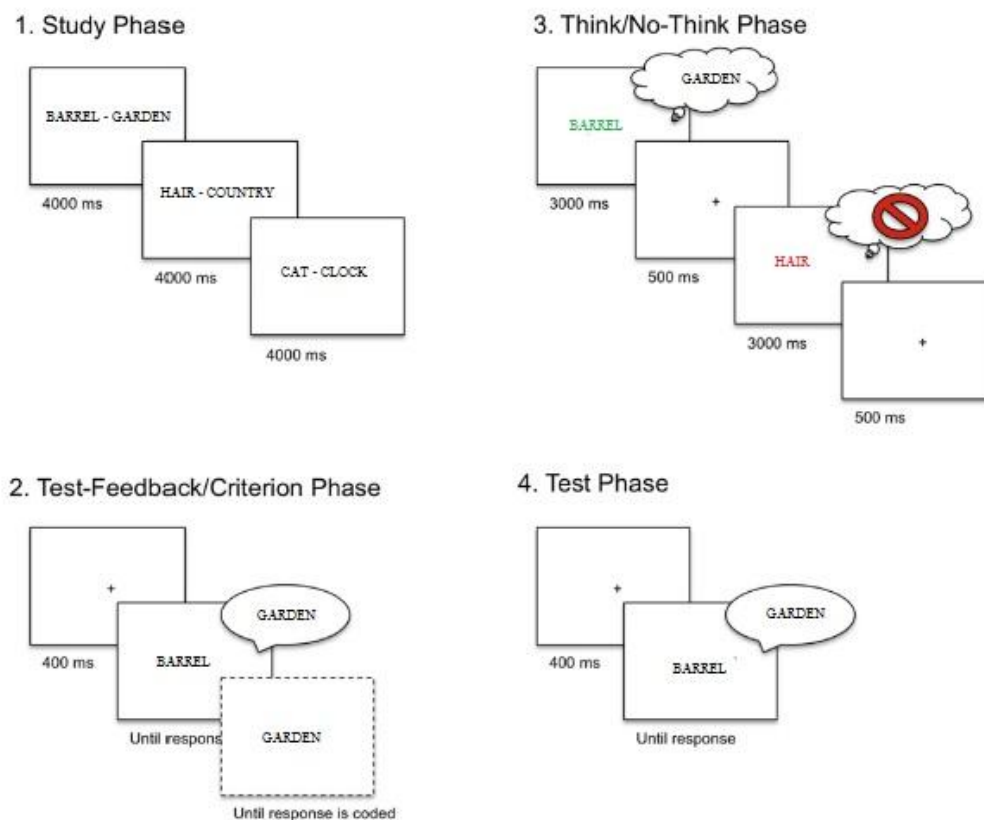 1. Study Phase
BARREL - GARDEN
4000 ms
HAIR - COUNTRY
4000 ms
CAT - CLOCK
4000 ms
3. Think/No-Think Phase
GARDEN
BARREL
3000 ms
+
500 ms
HAIR
3000 ms
+
500 ms
2. Test-Feedback/Criterion Phase
+
400 ms
GARDEN
BARREL
Until respons
GARDEN
Until response is coded
4. Test Phase
+
400 ms
GARDEN
BARREL
Until response